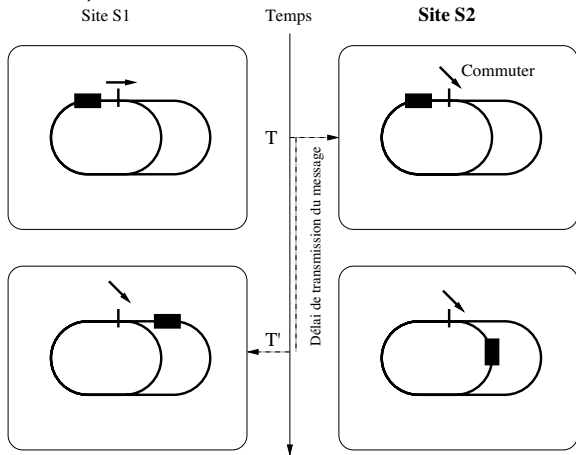 Site S1
Temps
Site S2
Commuter
T
Délai de transmission du message
T'